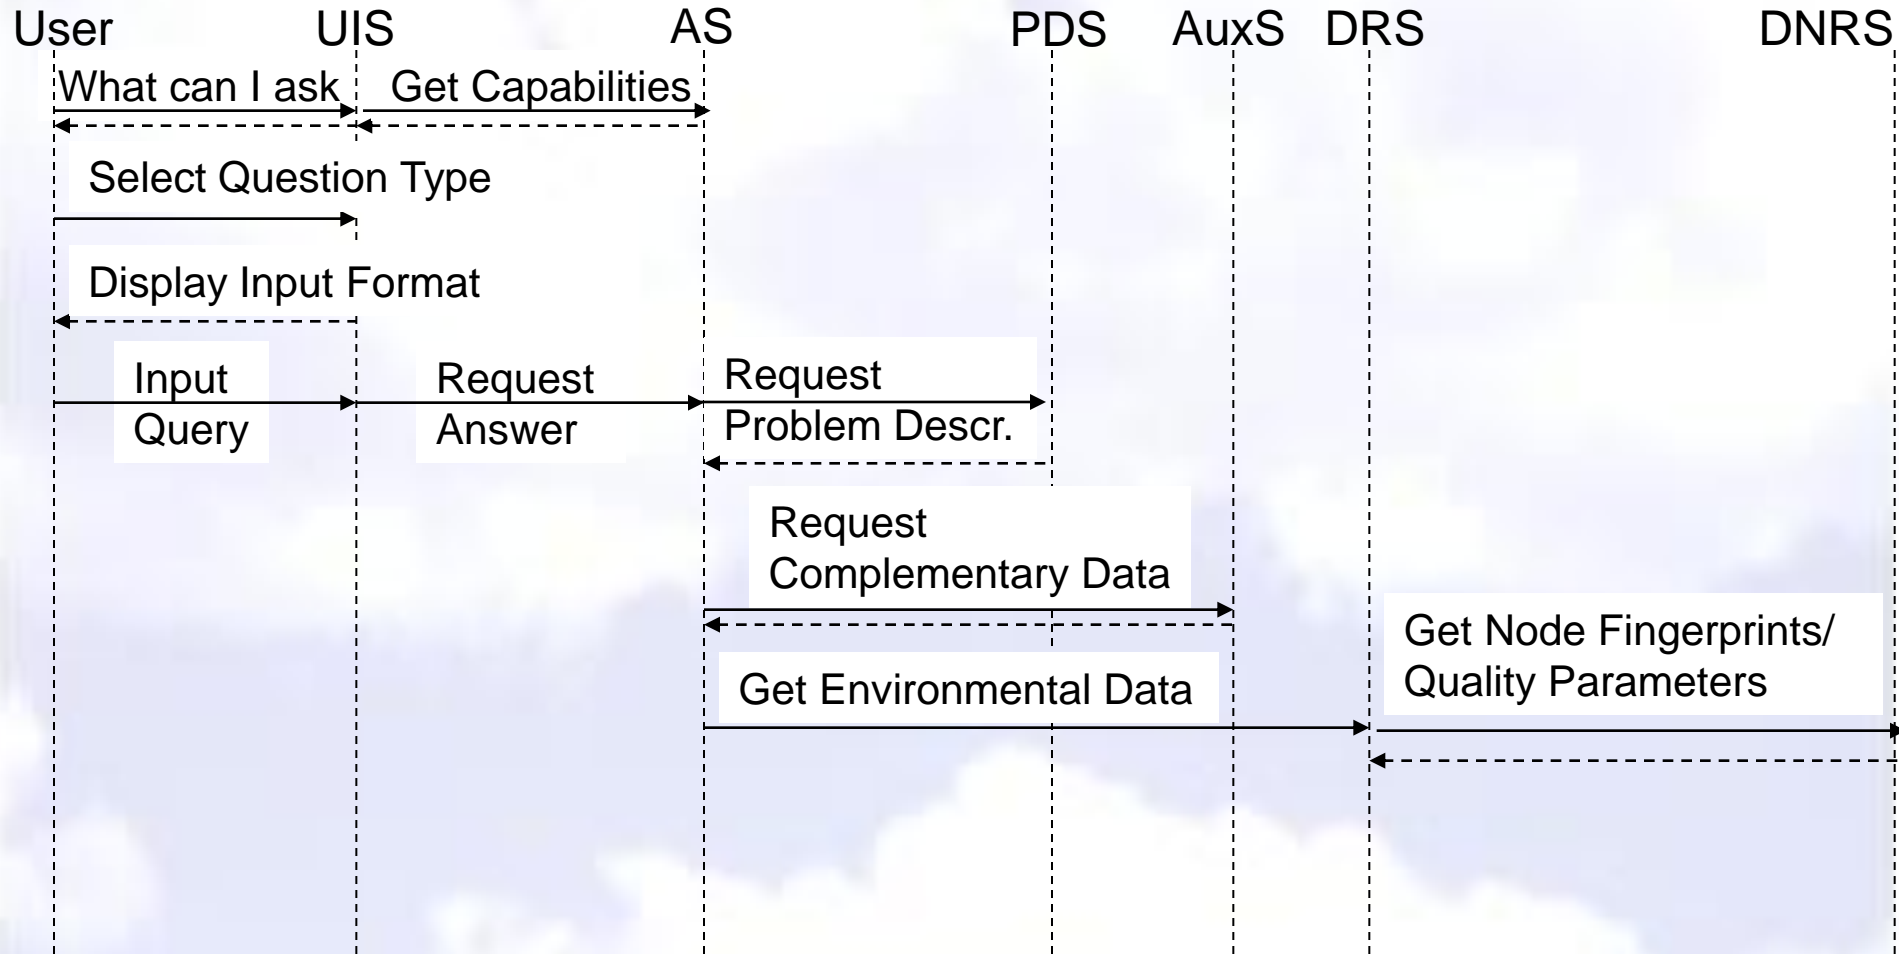 User UIS AS PDS AuxS DRS DNRS
What can I ask
Get Capabilities
Select Question Type
Display Input Format
Input
Query
Request
Answer
Request
Problem Descr.
Request
Complementary Data
Get Environmental Data
Get Node Fingerprints/
Quality Parameters